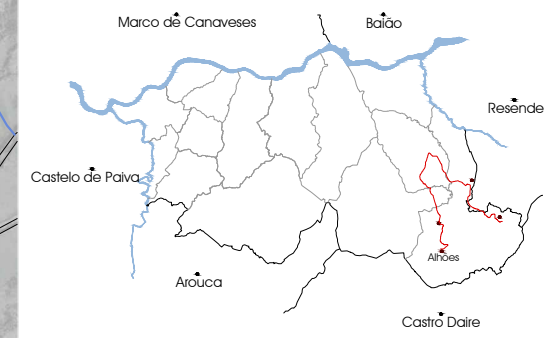 Marco de Canaveses
Baião
Resende
Castelo de Paiva
Alhões
Arouca
Castro Daire